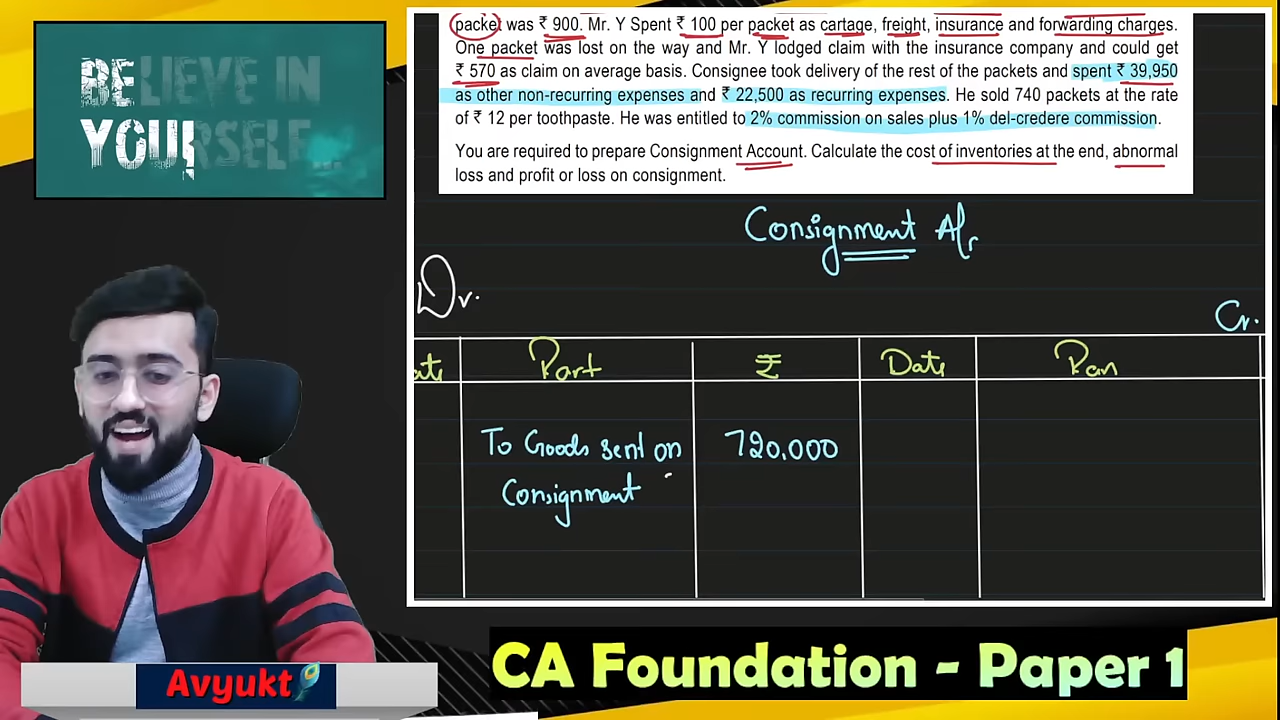 BELIEVE IN
YOURSELF...
packet was ₹ 900. Mr. Y Spent ₹ 100 per packet as cartage, freight, insurance and forwarding charges.
One packet was lost on the way and Mr. Y lodged claim with the insurance company and could get
₹ 570 as claim on average basis. Consignee took delivery of the rest of the packets and spent ₹ 39,950
as other non-recurring expenses and ₹ 22,500 as recurring expenses. He sold 740 packets at the rate
of ₹ 12 per toothpaste. He was entitled to 2% commission on sales plus 1% del-credere commission.
You are required to prepare Consignment Account. Calculate the cost of inventories at the end, abnormal
loss and profit or loss on consignment.
Consignment A/c
Dr.
Cr.
ate Part ₹ Date Par
To Goods sent on 720,000
Consignment
Avyukt
CA Foundation - Paper 1